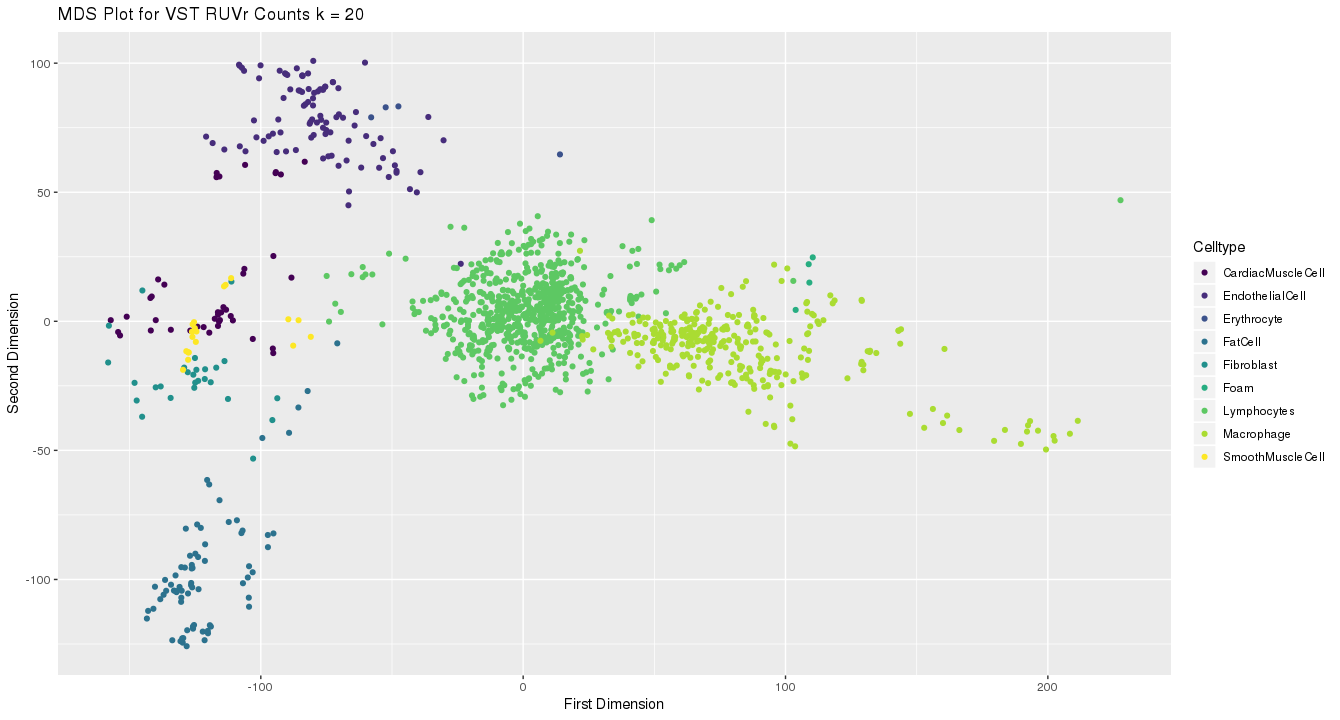 MDS Plot for VST RUVr Counts k = 20
100
50
0
-50
-100
Second Dimension
-100
0
100
200
First Dimension
Celltype
CardiacMuscleCell
EndothelialCell
Erythrocyte
FatCell
Fibroblast
Foam
Lymphocytes
Macrophage
SmoothMuscleCell